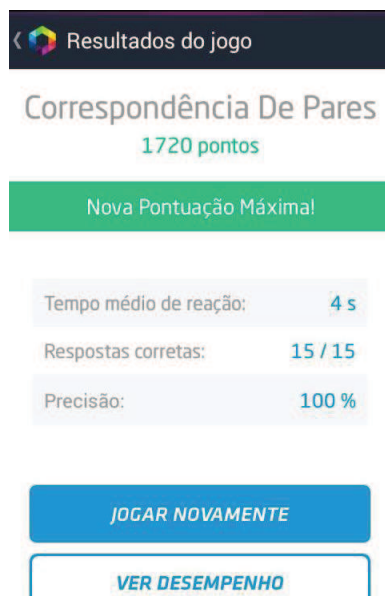 Resultados do jogo
Correspondência De Pares
1720 pontos
Nova Pontuação Máxima!
Tempo médio de reação: 4 s
Respostas corretas: 15 / 15
Precisão: 100 %
JOGAR NOVAMENTE
VER DESEMPENHO